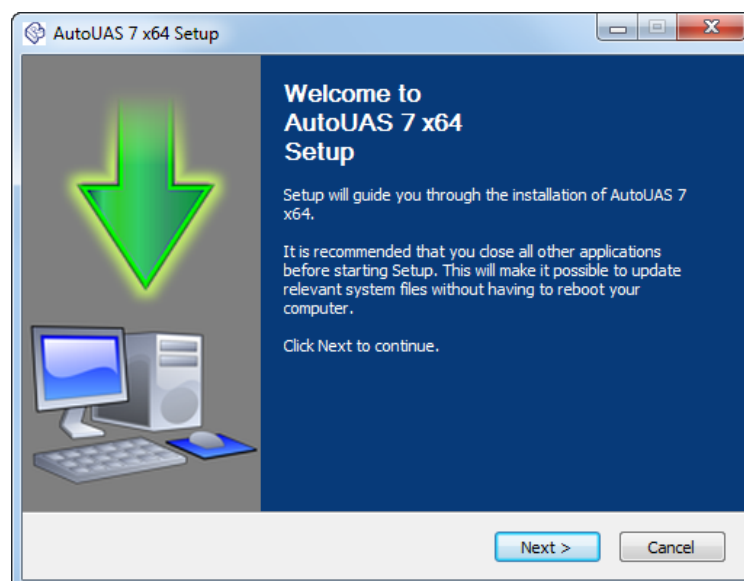 AutoUAS 7 x64 Setup
Welcome to
AutoUAS 7 x64
Setup
Setup will guide you through the installation of AutoUAS 7
x64.
It is recommended that you close all other applications
before starting Setup. This will make it possible to update
relevant system files without having to reboot your
computer.
Click Next to continue.
Next >
Cancel